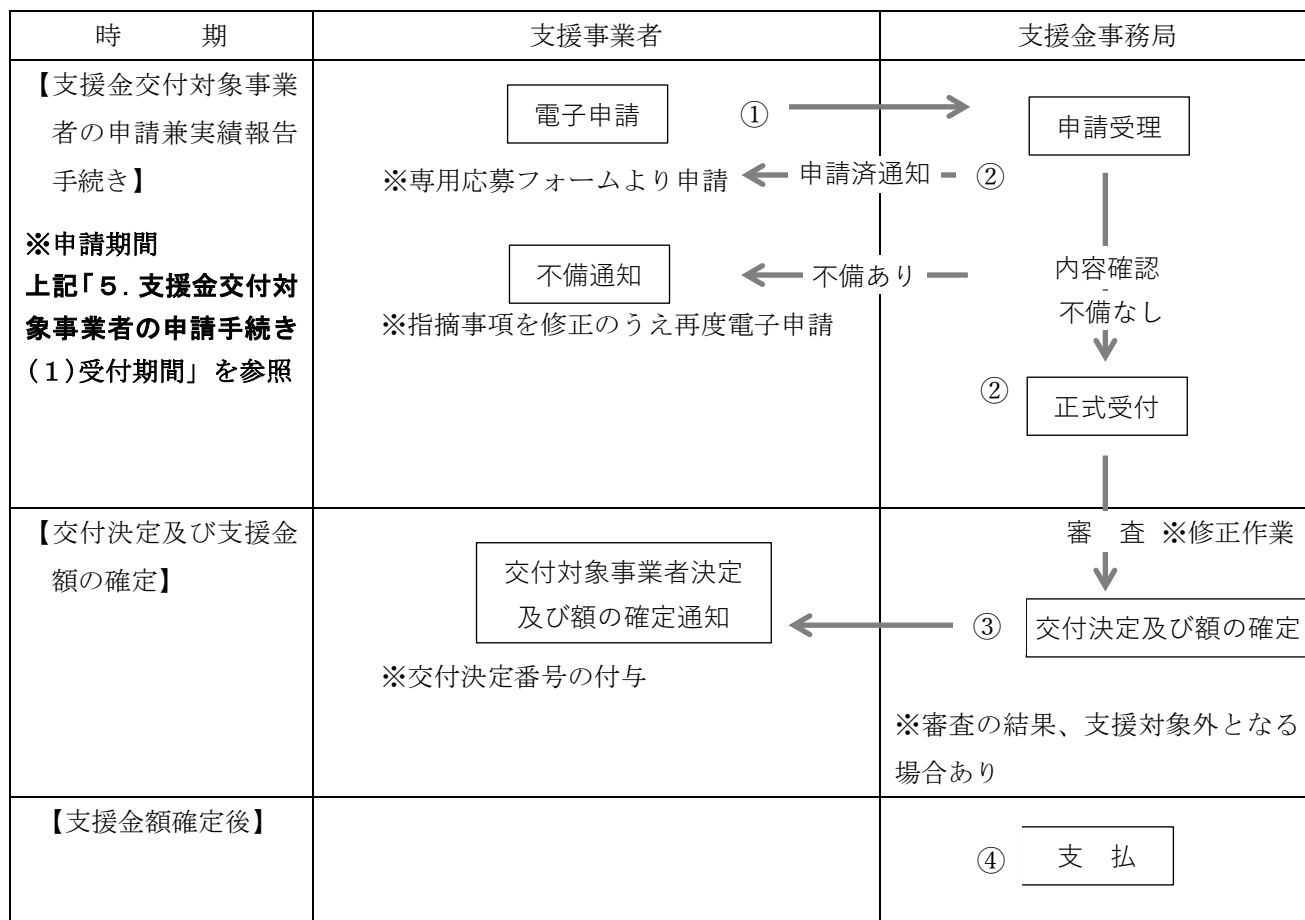 時　　期
支援事業者
支援金事務局
【支援金交付対象事業
者の申請兼実績報告
手続き】
※申請期間
上記「５．支援金交付対
象事業者の申請手続き
(１)受付期間」を参照
電子申請
①
※専用応募フォームより申請
申請済通知
②
申請受理
不備通知
不備あり
※指摘事項を修正のうえ再度電子申請
内容確認
不備なし
②
正式受付
【交付決定及び支援金
額の確定】
審　査 ※修正作業
交付対象事業者決定
及び額の確定通知
③
交付決定及び額の確定
※交付決定番号の付与
※審査の結果、支援対象外となる
場合あり
【支援金額確定後】
④
支　払